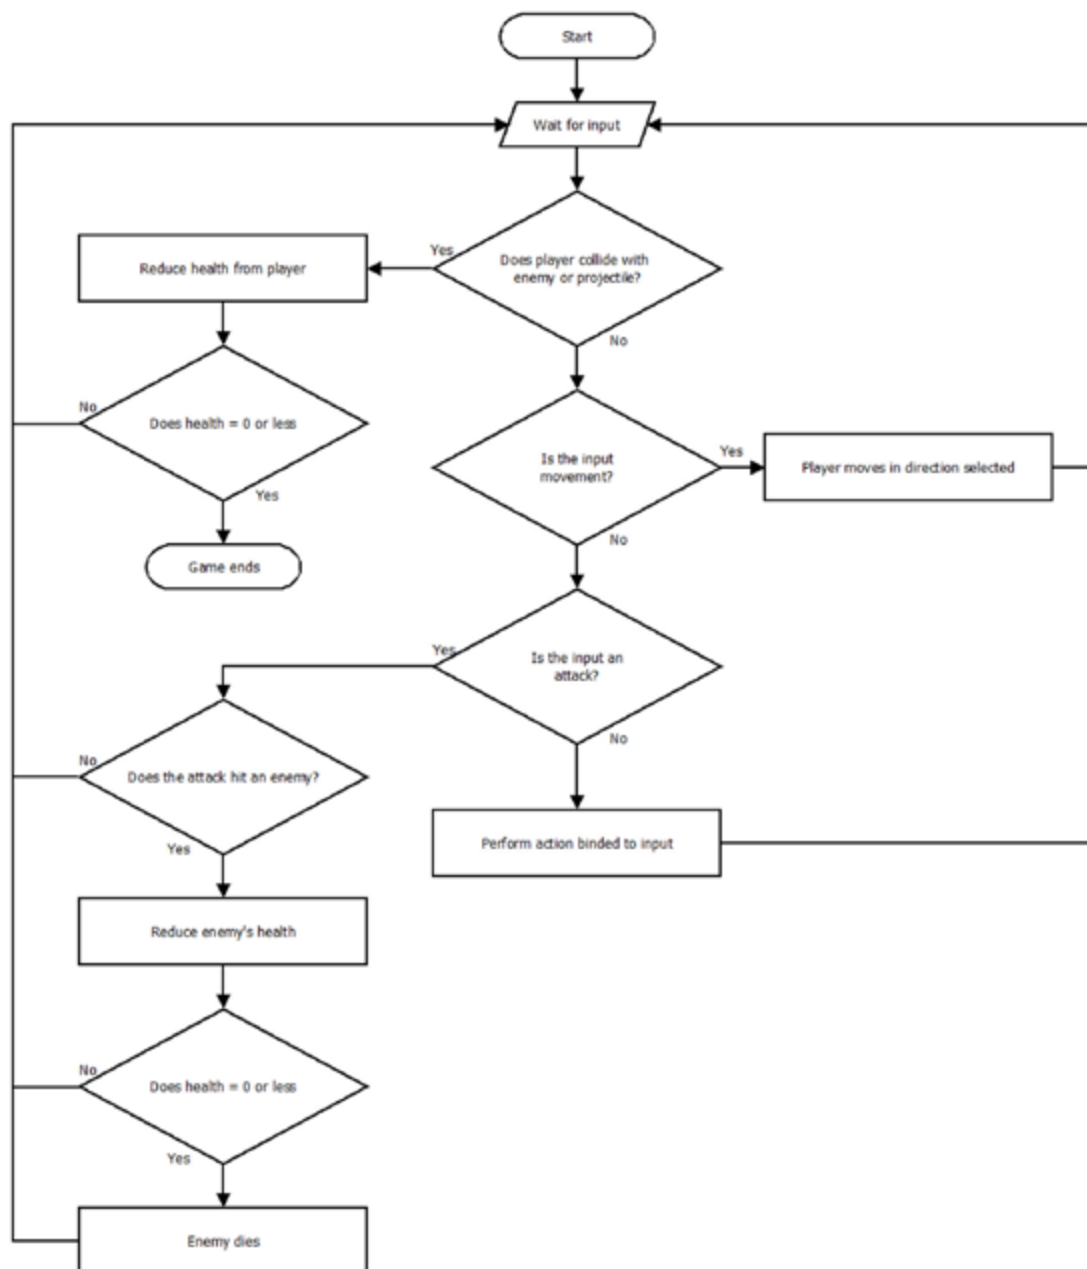 Start
Wait for input
Yes
Does player collide with
enemy or projectile?
Reduce health from player
No
No
Does health = 0 or less
Is the input
movement?
Yes
Player moves in direction selected
Yes
No
Game ends
Yes
Is the input an
attack?
No
No
Does the attack hit an enemy?
Yes
Perform action binded to input
Reduce enemy's health
No
Does health = 0 or less
Yes
Enemy dies